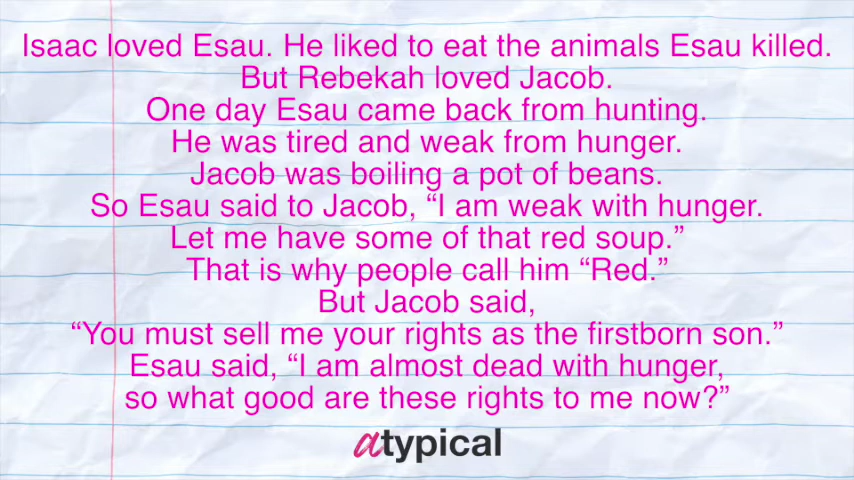 Isaac loved Esau. He liked to eat the animals Esau killed.
But Rebekah loved Jacob.
One day Esau came back from hunting.
He was tired and weak from hunger.
Jacob was boiling a pot of beans.
So Esau said to Jacob, “I am weak with hunger.
Let me have some of that red soup.”
That is why people call him “Red.”
But Jacob said,
“You must sell me your rights as the firstborn son.”
Esau said, “I am almost dead with hunger,
so what good are these rights to me now?”
atypical